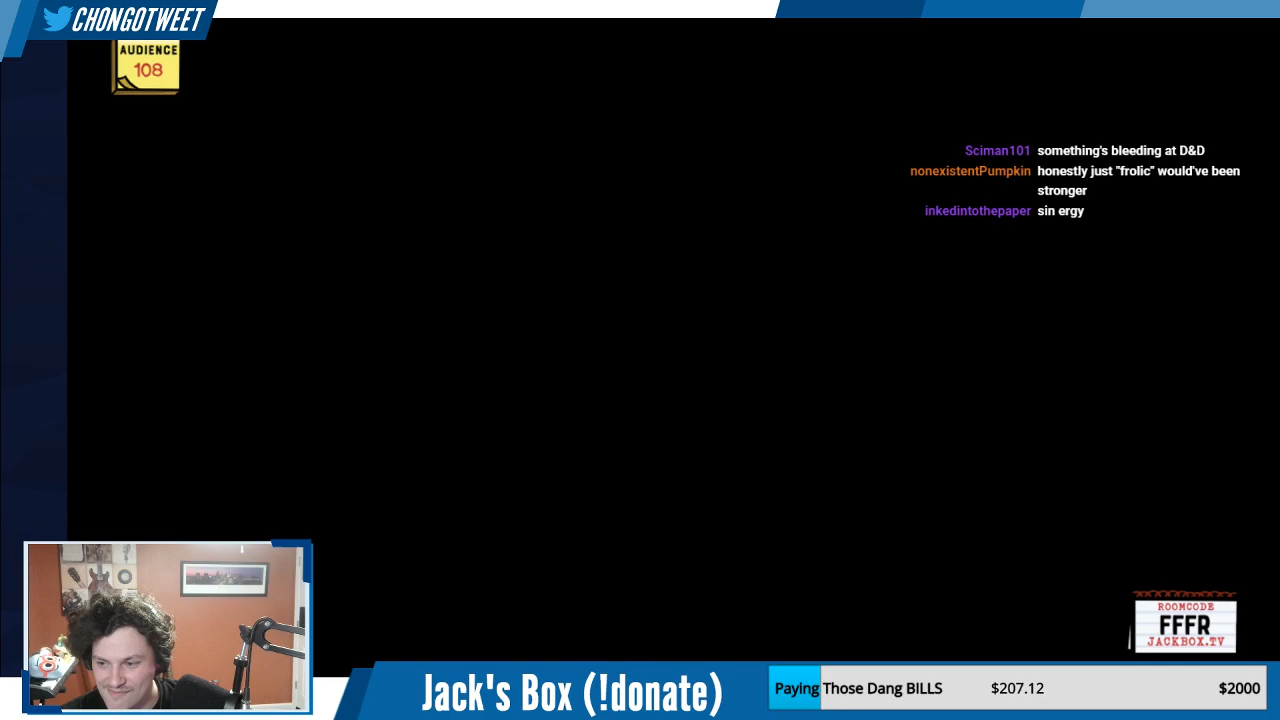 CHONGOTWEET
AUDIENCE
108
Sciman101 something's bleeding at D&D
nonexistentPumpkin honestly just "frolic" would've been
stronger
inkedintothepaper sin ergy
ROOMCODE
FFFR
JACKBOX.TV
Jack's Box (!donate)
Paying Those Dang BILLS $207.12 $2000